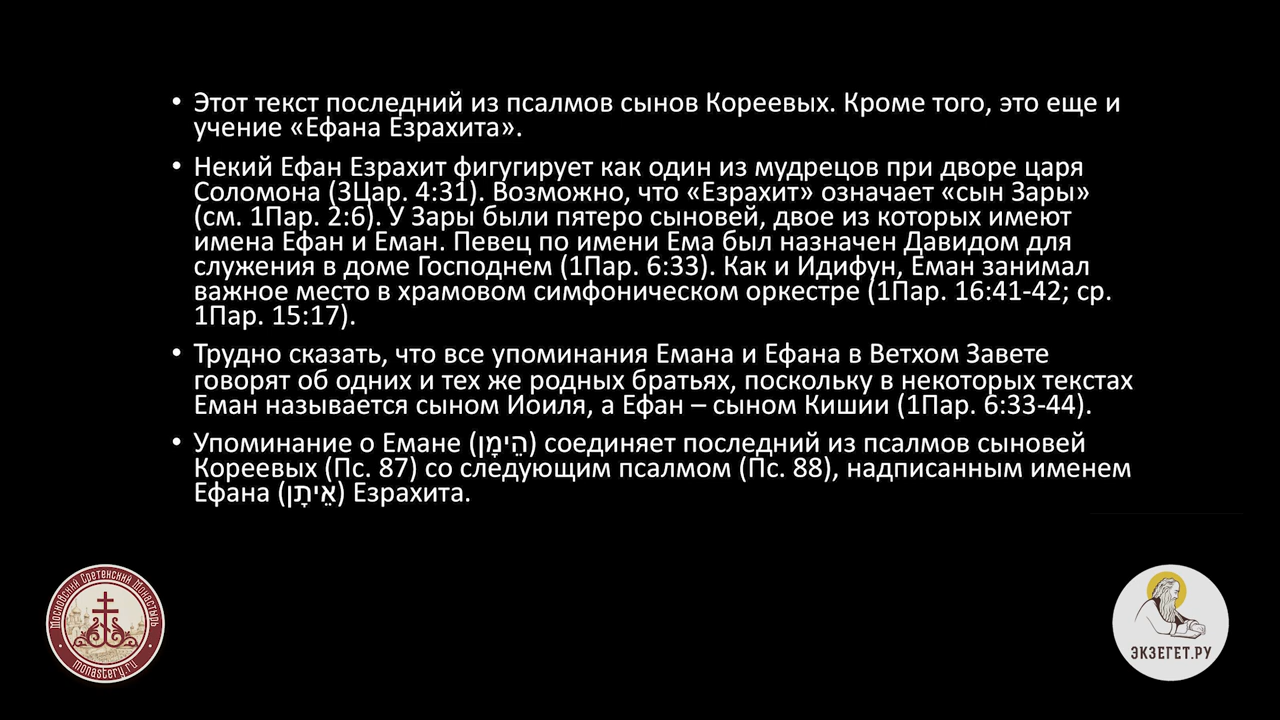 • Этот текст последний из псалмов сынов Кореевых. Кроме того, это еще и
учение «Ефана Езрахита».
• Некий Ефан Езрахит фигугирует как один из мудрецов при дворе царя
Соломона (3Цар. 4:31). Возможно, что «Езрахит» означает «сын Зары»
(см. 1Пар. 2:6). У Зары были пятеро сыновей, двое из которых имеют
имена Ефан и Еман. Певец по имени Ема был назначен Давидом для
служения в доме Господнем (1Пар. 6:33). Как и Идифун, Еман занимал
важное место в храмовом симфоническом оркестре (1Пар. 16:41-42; ср.
1Пар. 15:17).
• Трудно сказать, что все упоминания Емана и Ефана в Ветхом Завете
говорят об одних и тех же родных братьях, поскольку в некоторых текстах
Еман называется сыном Иоиля, а Ефан – сыном Кишии (1Пар. 6:33-44).
• Упоминание о Емане (הֵימָן) соединяет последний из псалмов сыновей
Кореевых (Пс. 87) со следующим псалмом (Пс. 88), надписанным именем
Ефана (אֵיתָן) Езрахита.
Московский Сретенский Монастырь
monastery.ru
ЭКЗЕГЕТ.РУ